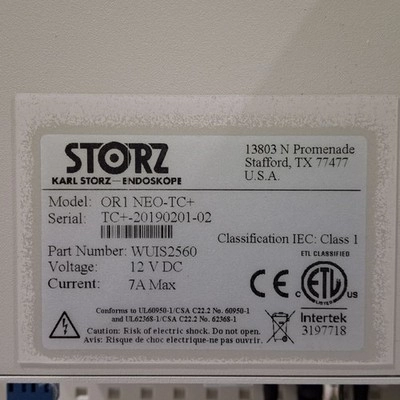 STORZ
KARL STORZ—ENDOSKOPE
13803 N Promenade
Stafford, TX 77477
U.S.A.
Model: OR1 NEO-TC+
Serial: TC+-20190201-02
Classification IEC: Class 1
Part Number: WUIS2560
Voltage: 12 V DC
Current: 7A Max
ETL CLASSIFIED
CE
C ETL US
LISTED
Intertek
3197718
Conforms to UL60950-1/CSA C22.2 No. 60950-1
and UL62368-1/CSA C22.2 No. 62368-1
Caution: Risk of electric shock. Do not open.
Avis: Risque de choc electrique-ne pas ouvrir.